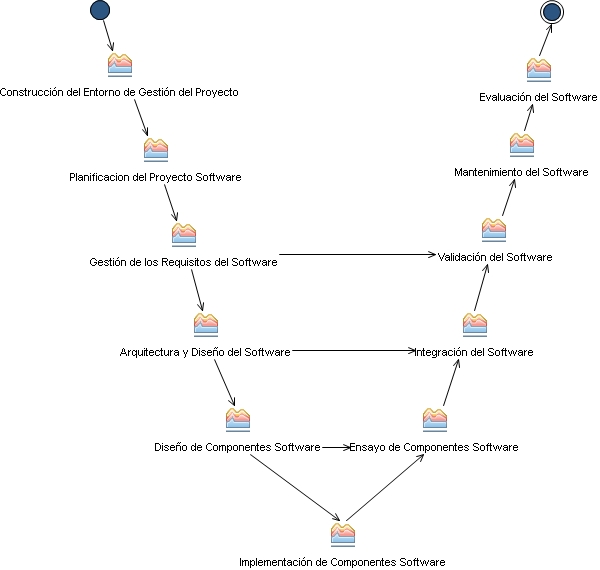 Construcción del Entorno de Gestión del Proyecto
Evaluación del Software
Planificacion del Proyecto Software
Mantenimiento del Software
Gestión de los Requisitos del Software
Validación del Software
Arquitectura y Diseño del Software
Integración del Software
Diseño de Componentes Software
Ensayo de Componentes Software
Implementación de Componentes Software